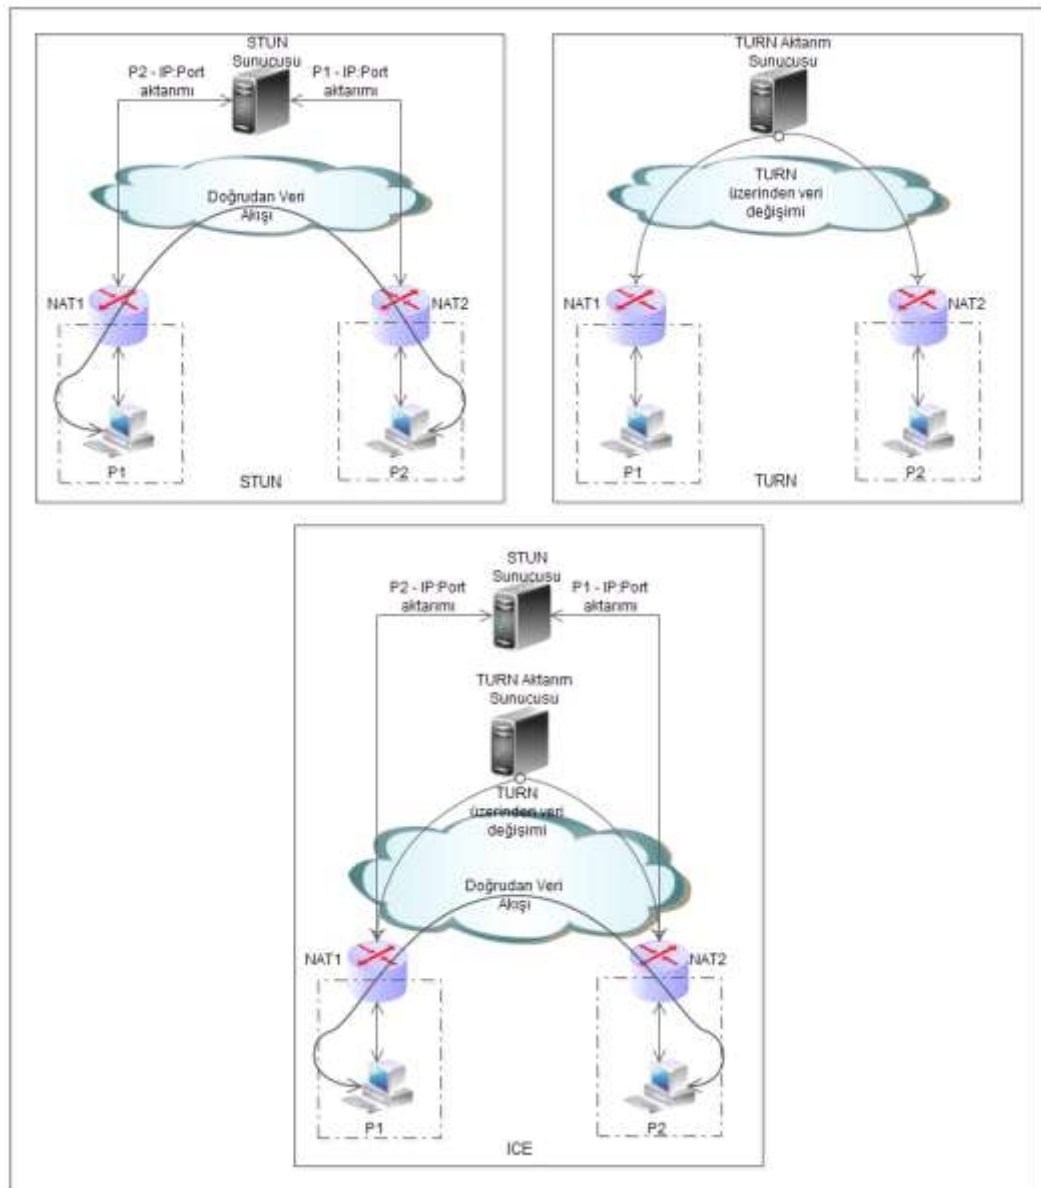 STUN
Sunucusu
P2 - IP:Port
aktarımı
P1 - IP:Port
aktarımı
Doğrudan Veri
Akışı
NAT1
NAT2
P1
P2
STUN
TURN Aktarım
Sunucusu
TURN
üzerinden veri
değişimi
NAT1
NAT2
P1
P2
TURN
STUN
Sunucusu
P2 - IP:Port
aktarımı
P1 - IP:Port
aktarımı
TURN Aktarım
Sunucusu
TURN
üzerinden veri
değişimi
Doğrudan Veri
Akışı
NAT1
NAT2
P1
P2
ICE